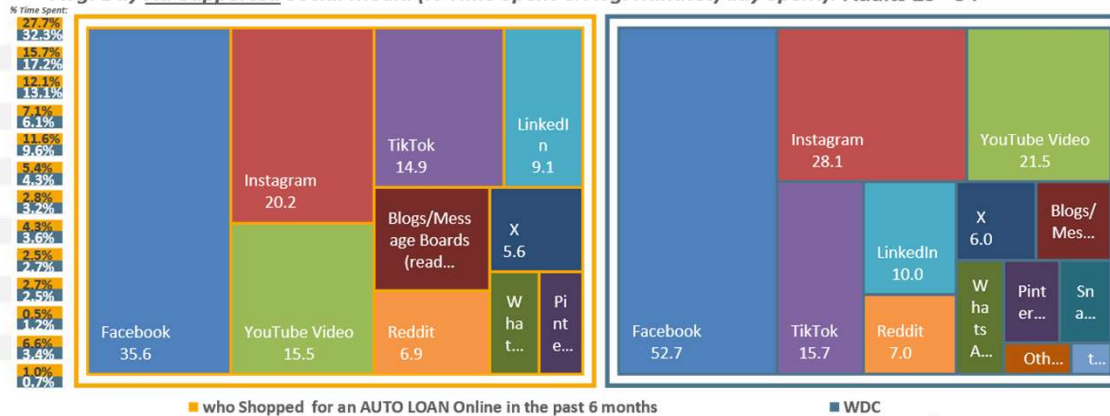 % Time Spent:
27.7%
32.3%
15.7%
17.2%
12.1%
13.1%
7.1%
6.1%
11.6%
9.6%
5.4%
4.3%
2.8%
3.2%
4.3%
3.6%
2.5%
2.7%
2.7%
2.5%
0.5%
1.2%
6.6%
3.4%
1.0%
0.7%
Facebook
35.6
Instagram
20.2
YouTube Video
15.5
TikTok
14.9
LinkedI
n
9.1
Blogs/Mess
age Boards
(read...
X
5.6
Reddit
6.9
W
ha
t...
Pi
nt
e...
Facebook
52.7
Instagram
28.1
YouTube Video
21.5
TikTok
15.7
LinkedIn
10.0
Reddit
7.0
X
6.0
Blogs/
Mes...
W
ha
ts
A...
Pint
er...
Sn
a...
Oth...
t...
who Shopped for an AUTO LOAN Online in the past 6 months
WDC